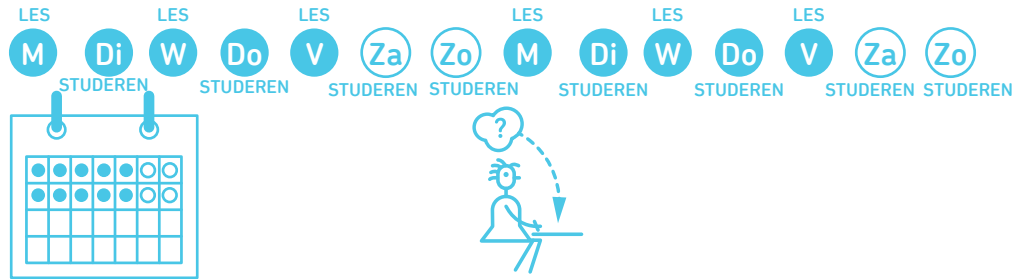 LES LES LES LES LES LES
M Di W Do V Za Zo M Di W Do V Za Zo
STUDEREN STUDEREN STUDEREN STUDEREN STUDEREN STUDEREN STUDEREN STUDEREN
?